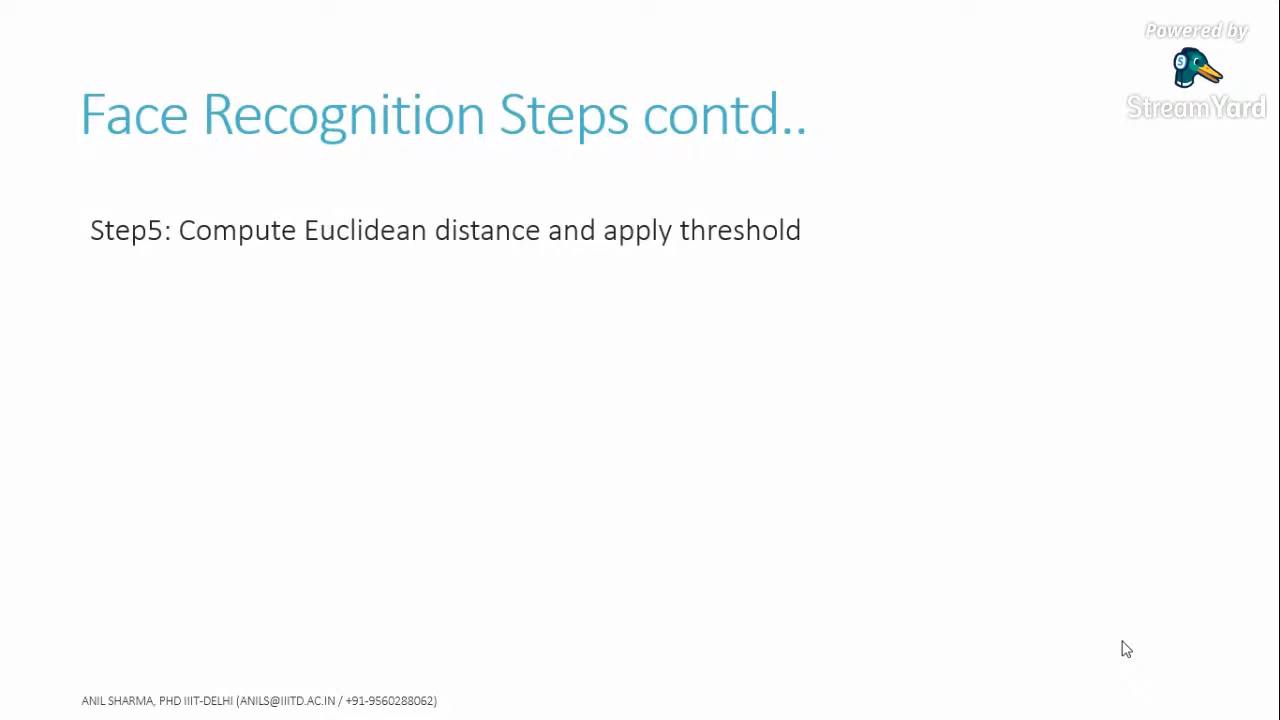 Powered by
StreamYard
Face Recognition Steps contd..
Step5: Compute Euclidean distance and apply threshold
ANIL SHARMA, PHD IIIT-DELHI (ANILS@IIITD.AC.IN / +91-9560288062)